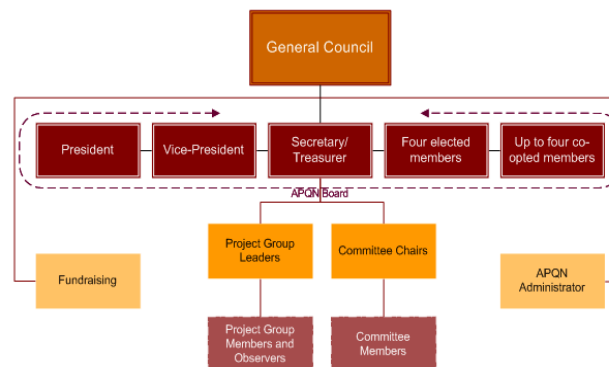 General Council
President
Vice-President
Secretary/
Treasurer
Four elected
members
Up to four co-
opted members
APQN Board
Project Group
Leaders
Committee Chairs
Fundraising
APQN
Administrator
Project Group
Members and
Observers
Committee
Members